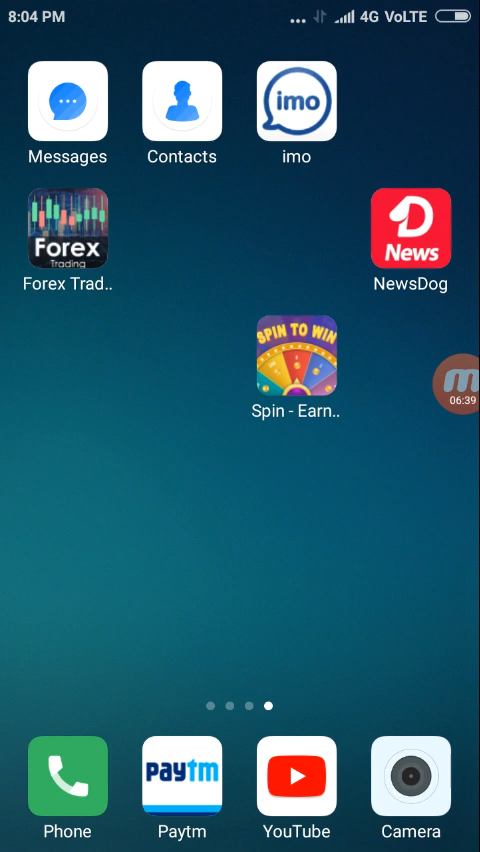 8:04 PM ... 4G VoLTE
imo
Messages Contacts imo
Forex
Trading
News
Forex Trad.. NewsDog
SPIN TO WIN
Spin - Earn..
m
06:39
paytm
Phone Paytm YouTube Camera